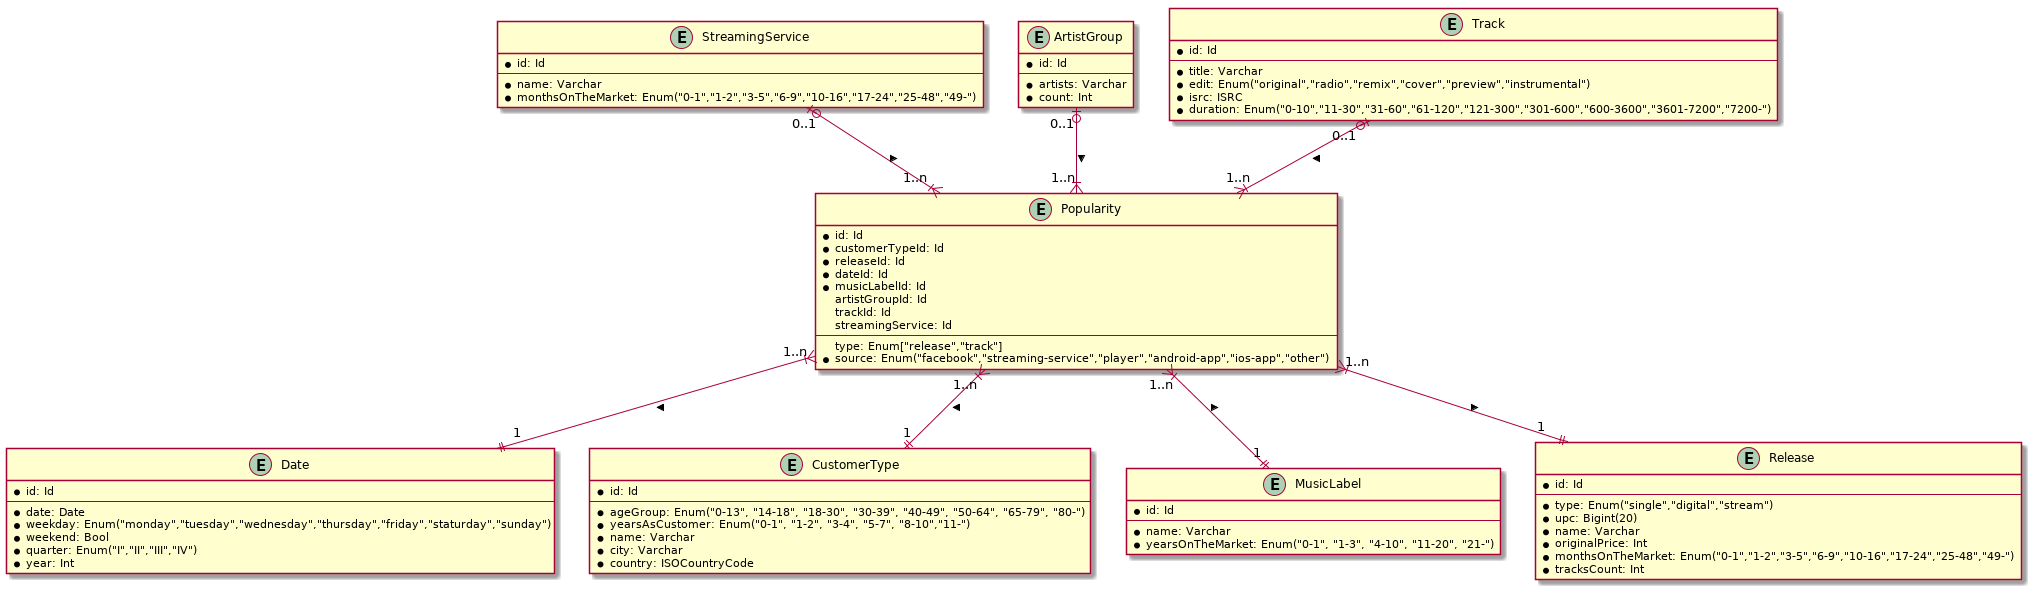 E StreamingService
id: Id
name: Varchar
monthsOnTheMarket: Enum("0-1","1-2","3-5","6-9","10-16","17-24","25-48","49-")
E ArtistGroup
id: Id
artists: Varchar
count: Int
E Track
id: Id
title: Varchar
edit: Enum("original","radio","remix","cover","preview","instrumental")
isrc: ISRC
duration: Enum("0-10","11-30","31-60","61-120","121-300","301-600","600-3600","3601-7200","7200-")
0..1
0..1
0..1
1..n
1..n
1..n
E Popularity
id: Id
customerTypeId: Id
releaseId: Id
dateId: Id
musicLabelId: Id
artistGroupId: Id
trackId: Id
streamingService: Id
type: Enum["release","track"]
source: Enum("facebook","streaming-service","player","android-app","ios-app","other")
1..n
1..n
1..n
1..n
1
1
1
1
E Date
id: Id
date: Date
weekday: Enum("monday","tuesday","wednesday","thursday","friday","staturday","sunday")
weekend: Bool
quarter: Enum("I","II","III","IV")
year: Int
E CustomerType
id: Id
ageGroup: Enum("0-13", "14-18", "18-30", "30-39", "40-49", "50-64", "65-79", "80-")
yearsAsCustomer: Enum("0-1", "1-2", "3-4", "5-7", "8-10","11-")
name: Varchar
city: Varchar
country: ISOCountryCode
E MusicLabel
id: Id
name: Varchar
yearsOnTheMarket: Enum("0-1", "1-3", "4-10", "11-20", "21-")
E Release
id: Id
type: Enum("single","digital","stream")
upc: Bigint(20)
name: Varchar
originalPrice: Int
monthsOnTheMarket: Enum("0-1","1-2","3-5","6-9","10-16","17-24","25-48","49-")
tracksCount: Int